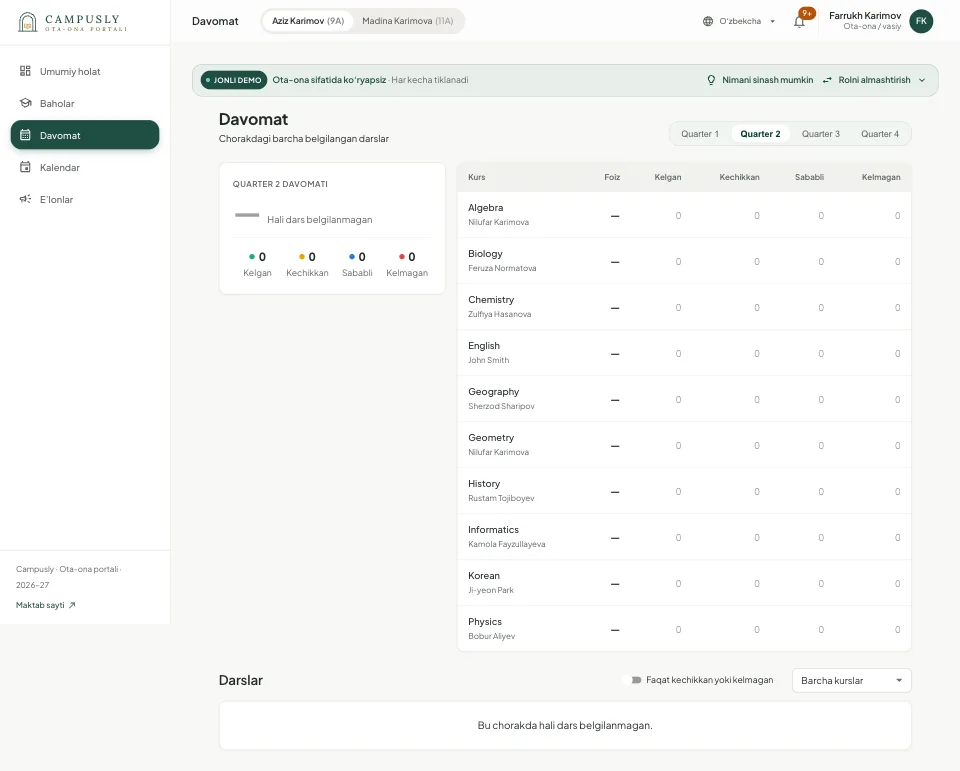 CAMPUSLY
OTA-ONA PORTALI
Davomat
Aziz Karimov (9A)
Madina Karimova (11A)
O'zbekcha
9+
Farrukh Karimov
Ota-ona / vasiy
FK
Umumiy holat
Baholar
Davomat
Kalendar
E'lonlar
JONLI DEMO
Ota-ona sifatida ko'ryapsiz · Har kecha tiklanadi
Nimani sinash mumkin
Rolni almashtirish
Davomat
Chorakdagi barcha belgilangan darslar
Quarter 1 Quarter 2 Quarter 3 Quarter 4
QUARTER 2 DAVOMATI
— Hali dars belgilanmagan
0 0 0 0
Kelgan Kechikkan Sababli Kelmagan
Kurs Foiz Kelgan Kechikkan Sababli Kelmagan
Algebra — 0 0 0 0
Nilufar Karimova
Biology — 0 0 0 0
Feruza Normatova
Chemistry — 0 0 0 0
Zulfiya Hasanova
English — 0 0 0 0
John Smith
Geography — 0 0 0 0
Sherzod Sharipov
Geometry — 0 0 0 0
Nilufar Karimova
History — 0 0 0 0
Rustam Tojiboyev
Informatics — 0 0 0 0
Kamola Fayzullayeva
Korean — 0 0 0 0
Ji-yeon Park
Physics — 0 0 0 0
Bobur Aliyev
Campusly · Ota-ona portali ·
2026–27
Maktab sayti
Darslar
Faqat kechikkan yoki kelmagan
Barcha kurslar
Bu chorakda hali dars belgilanmagan.